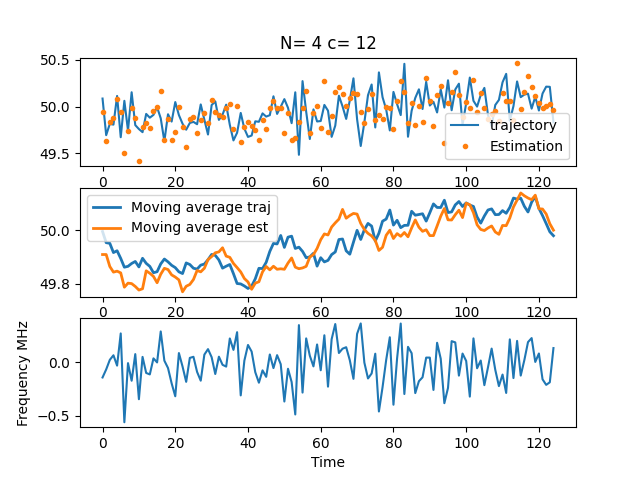 N= 4 c= 12
50.5
50.0
49.5
trajectory
Estimation
0 20 40 60 80 100 120
50.0
49.8
Moving average traj
Moving average est
0 20 40 60 80 100 120
Frequency MHz
0.0
−0.5
0 20 40 60 80 100 120
Time